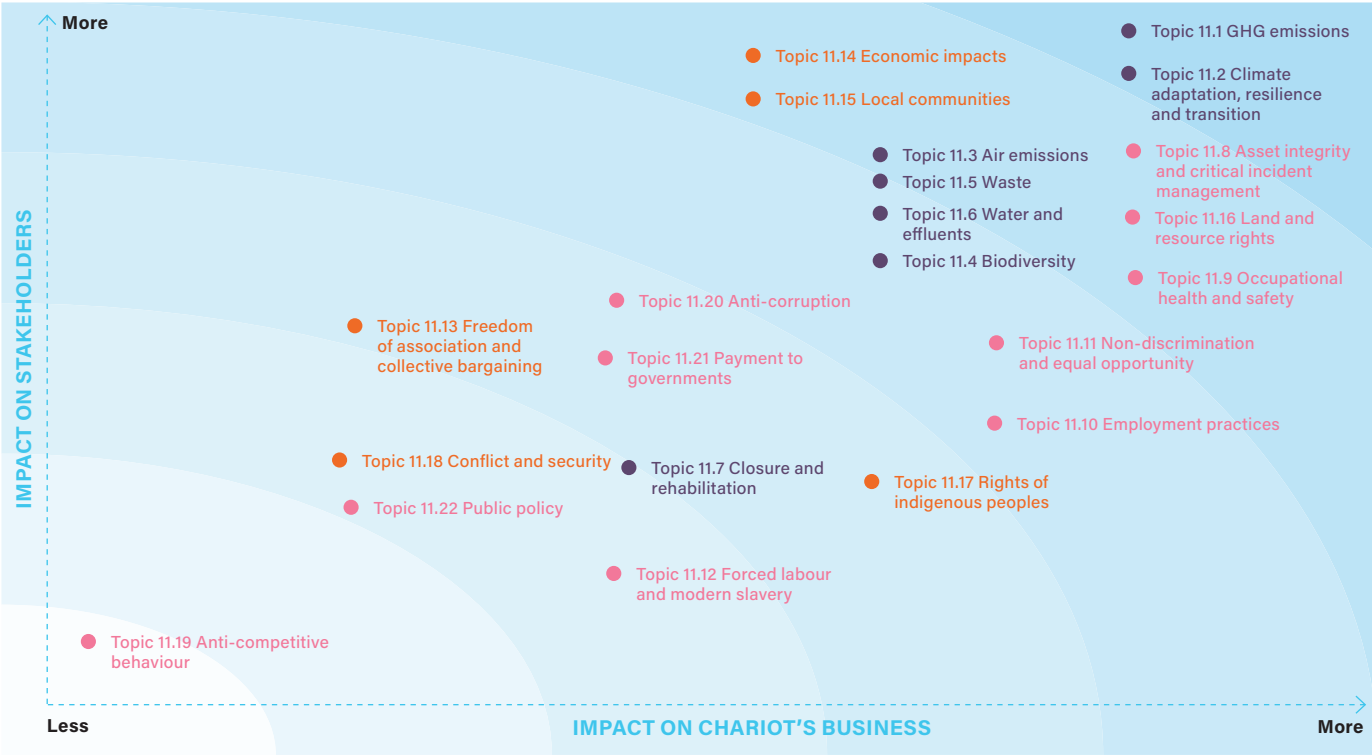 More
Topic 11.1 GHG emissions
Topic 11.14 Economic impacts
Topic 11.2 Climate
adaptation, resilience
and transition
Topic 11.15 Local communities
Topic 11.3 Air emissions
Topic 11.8 Asset integrity
and critical incident
management
Topic 11.5 Waste
Topic 11.6 Water and
effluents
Topic 11.16 Land and
resource rights
Topic 11.4 Biodiversity
Topic 11.9 Occupational
health and safety
Topic 11.20 Anti-corruption
Topic 11.13 Freedom
of association and
collective bargaining
Topic 11.21 Payment to
governments
Topic 11.11 Non-discrimination
and equal opportunity
Topic 11.10 Employment practices
Topic 11.18 Conflict and security
Topic 11.7 Closure and
rehabilitation
Topic 11.17 Rights of
indigenous peoples
Topic 11.22 Public policy
Topic 11.12 Forced labour
and modern slavery
Topic 11.19 Anti-competitive
behaviour
IMPACT ON STAKEHOLDERS
Less
IMPACT ON CHARIOT'S BUSINESS
More